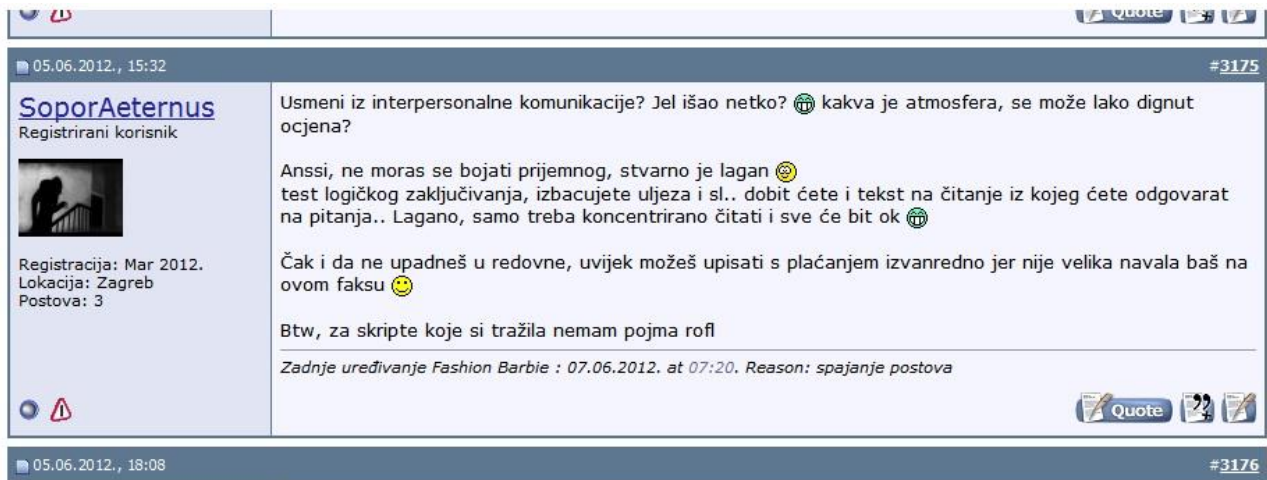 Quote
05.06.2012., 15:32
#3175
SoporAeternus
Registrirani korisnik
Registracija: Mar 2012.
Lokacija: Zagreb
Postova: 3
Usmeni iz interpersonalne komunikacije? Jel išao netko? kakva je atmosfera, se može lako dignut
ocjena?
Anssi, ne moras se bojati prijemnog, stvarno je lagan
test logičkog zaključivanja, izbacujete uljeza i sl.. dobit ćete i tekst na čitanje iz kojeg ćete odgovarat
na pitanja.. Lagano, samo treba koncentrirano čitati i sve će bit ok
Čak i da ne upadneš u redovne, uvijek možeš upisati s plaćanjem izvanredno jer nije velika navala baš na
ovom faksu
Btw, za skripte koje si tražila nemam pojma rofl
Zadnje uređivanje Fashion Barbie : 07.06.2012. at 07:20. Reason: spajanje postova
Quote
05.06.2012., 18:08
#3176